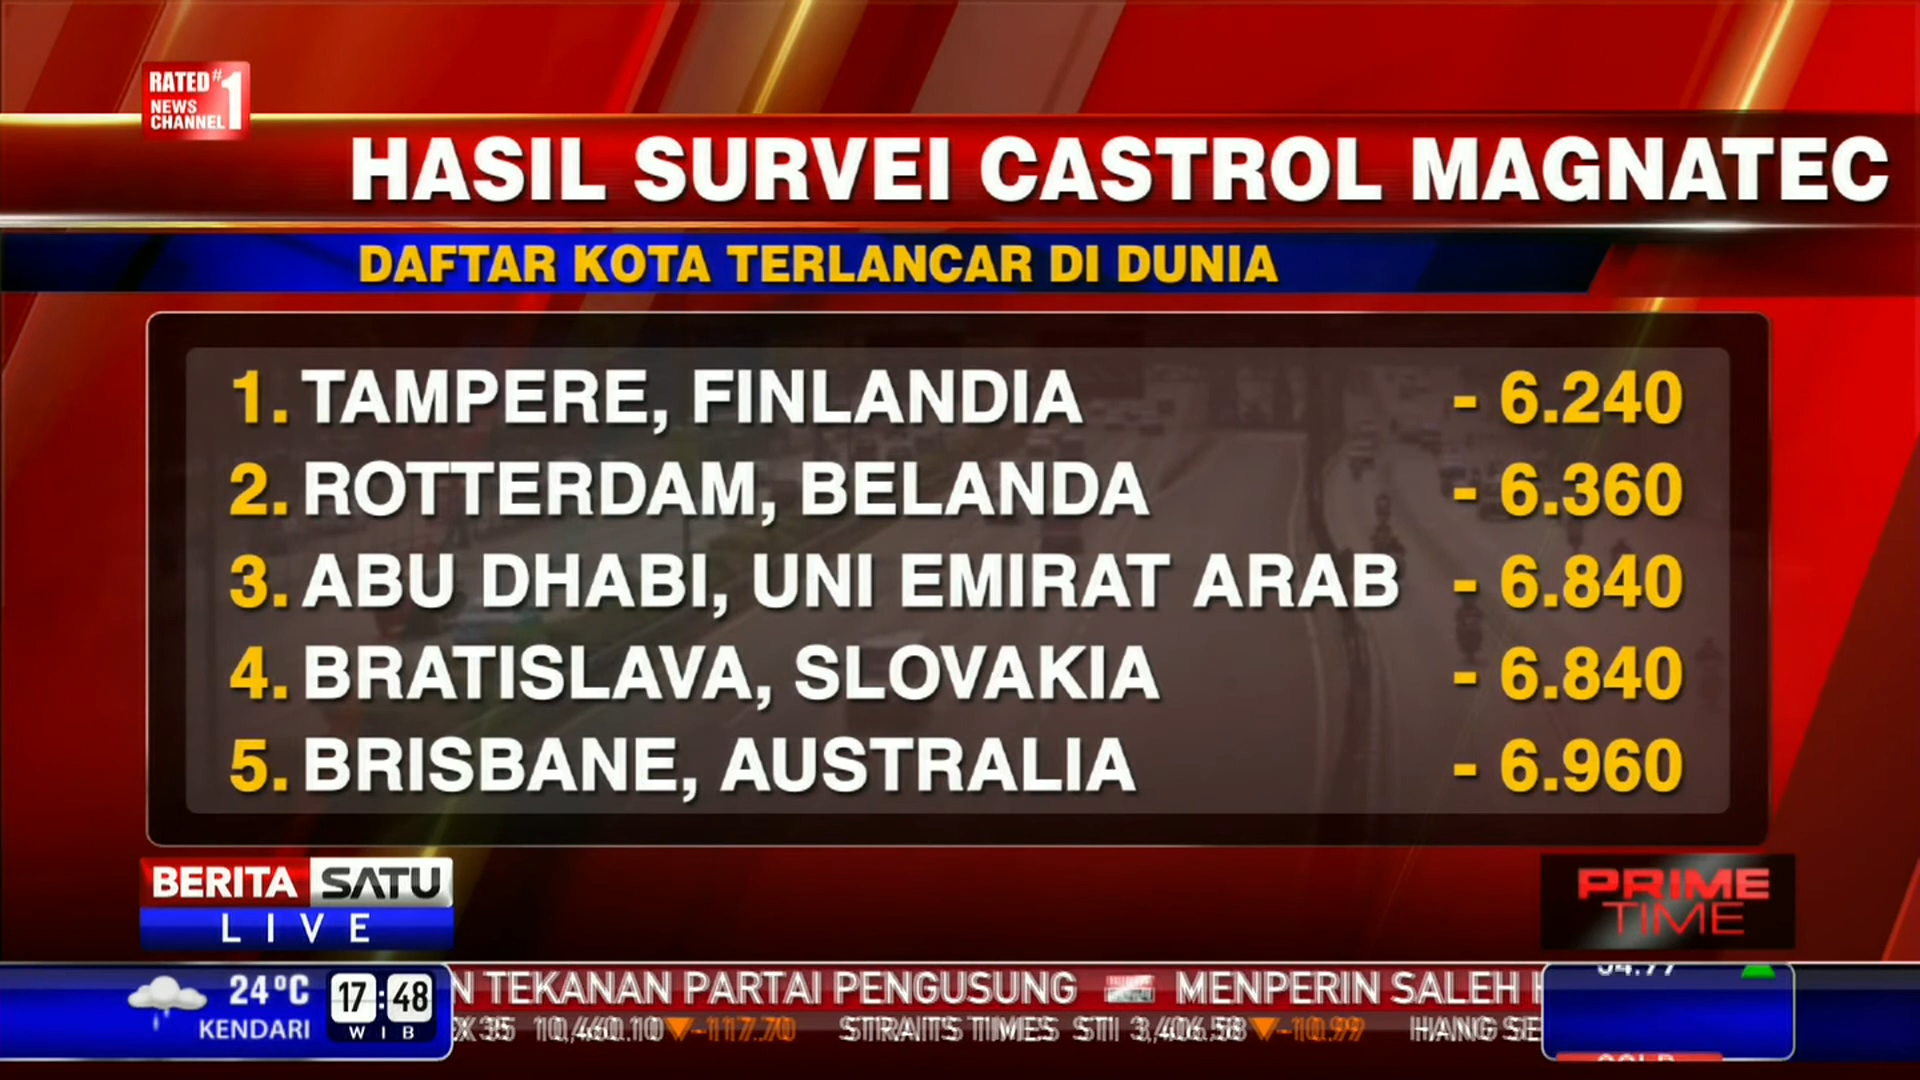 RATED #1
NEWS
CHANNEL
HASIL SURVEI CASTROL MAGNATEC
DAFTAR KOTA TERLANCAR DI DUNIA
1. TAMPERE, FINLANDIA - 6.240
2. ROTTERDAM, BELANDA - 6.360
3. ABU DHABI, UNI EMIRAT ARAB - 6.840
4. BRATISLAVA, SLOVAKIA - 6.840
5. BRISBANE, AUSTRALIA - 6.960
BERITA SATU
LIVE
PRIME
TIME
24°C
KENDARI
17:48
WIB
N TEKANAN PARTAI PENGUSUNG MENPERIN SALEH
35 10,460.10 ▼-117.70 STRAITS TIMES STI 3,406.58 ▼-10.99 HANG SE